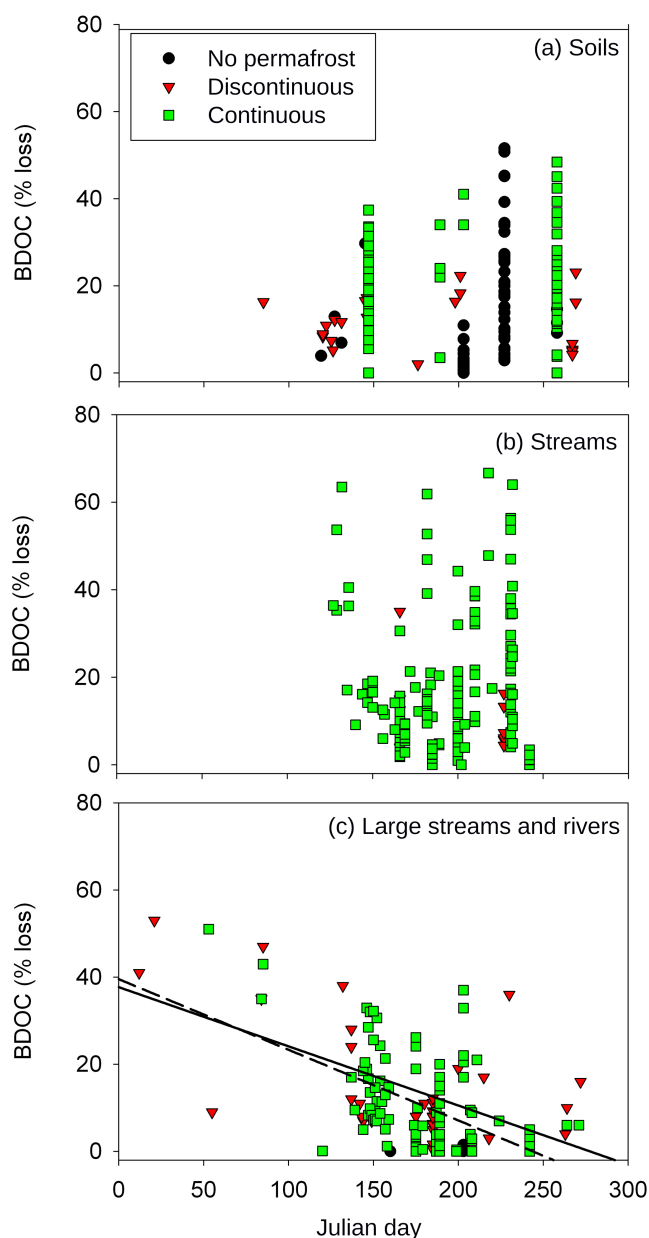 80
(a) Soils
No permafrost
Discontinuous
Continuous
60
40
20
0
BDOC (% loss)
80
(b) Streams
60
40
20
0
BDOC (% loss)
80
(c) Large streams and rivers
60
40
20
0
BDOC (% loss)
0 50 100 150 200 250 300
Julian day